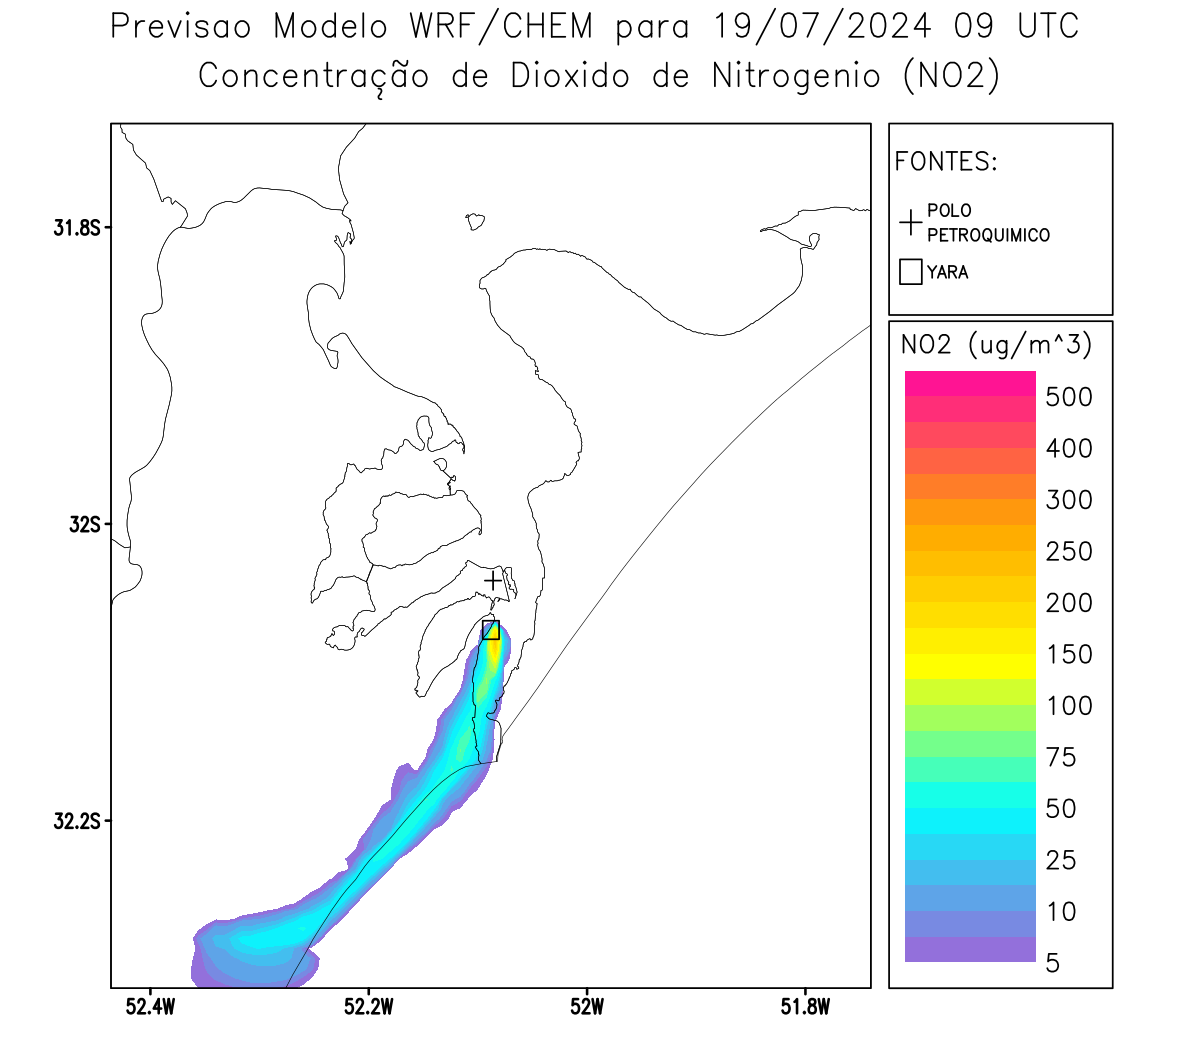 Previsao Modelo WRF/CHEM para 19/07/2024 09 UTC
Concentração de Dioxido de Nitrogenio (NO2)
FONTES:
POLO
PETROQUIMICO
YARA
NO2 (ug/m^3)
500
400
300
250
200
150
100
75
50
25
10
5
31.8S
32S
32.2S
52.4W 52.2W 52W 51.8W